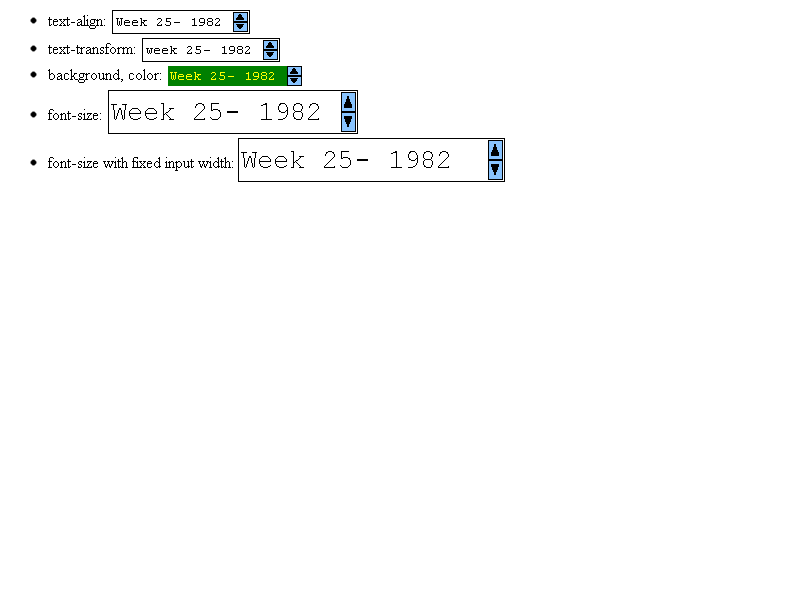 text-align: Week 25- 1982
text-transform: week 25- 1982
background, color: Week 25- 1982
font-size: Week 25- 1982
font-size with fixed input width: Week 25- 1982